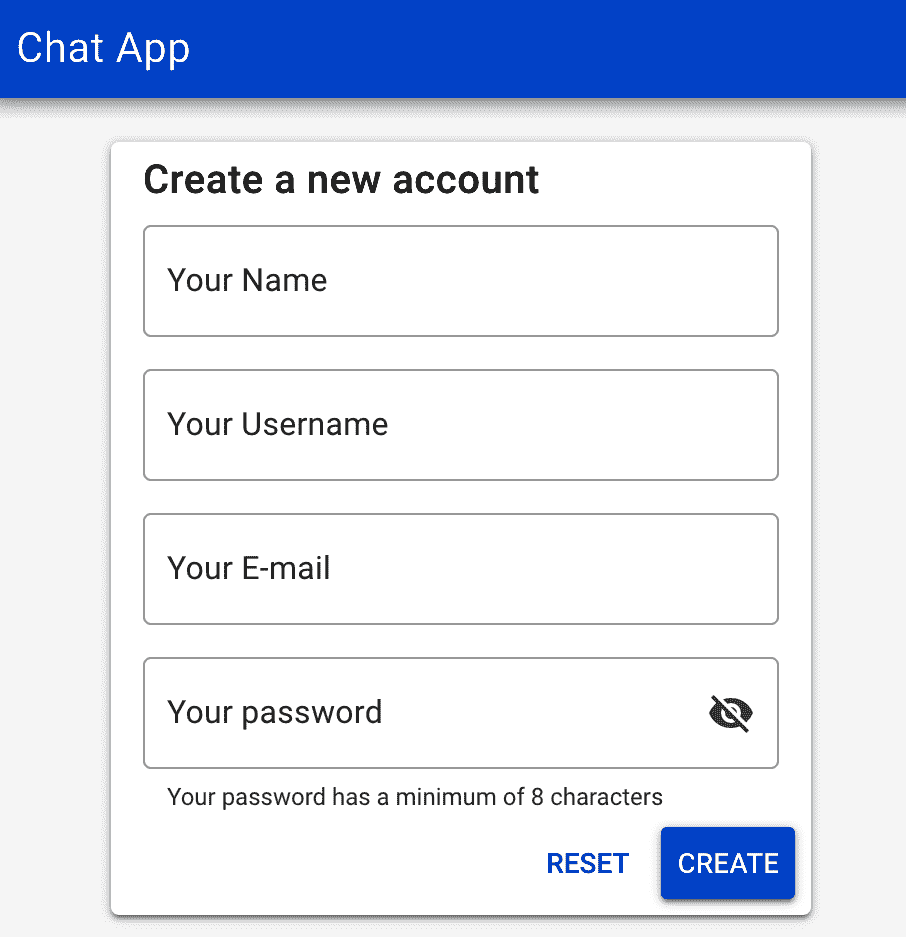 Chat App
Create a new account
Your Name
Your Username
Your E-mail
Your password
Your password has a minimum of 8 characters
RESET CREATE